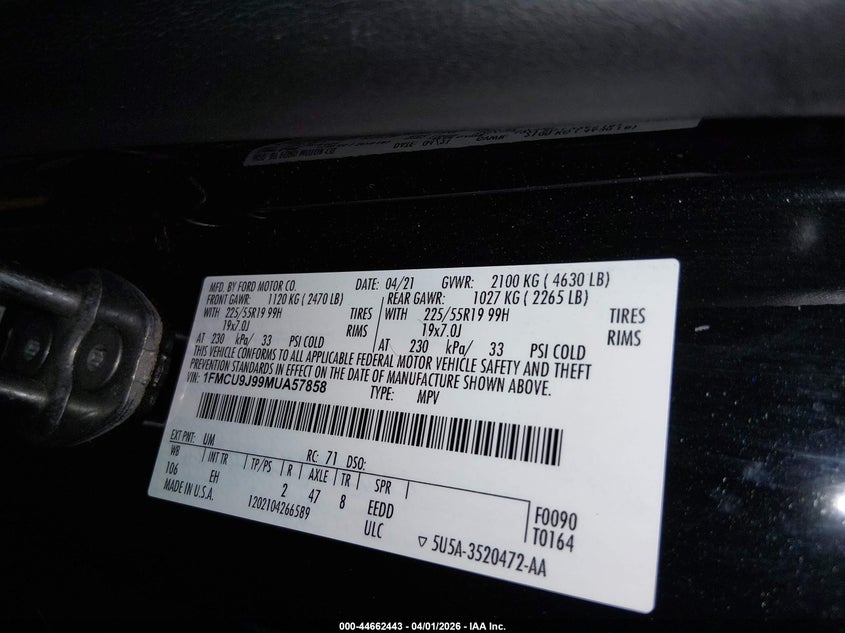 MFD. BY FORD MOTOR CO. DATE: 04/21 GVWR: 2100 KG ( 4630 LB)
FRONT GAWR: 1120 KG ( 2470 LB) REAR GAWR: 1027 KG ( 2265 LB)
WITH 225/55R19 99H TIRES WITH 225/55R19 99H TIRES
19x7.0J RIMS 19x7.0J RIMS
AT 230 kPa/ 33 PSI COLD AT 230 kPa/ 33 PSI COLD
THIS VEHICLE CONFORMS TO ALL APPLICABLE FEDERAL MOTOR VEHICLE SAFETY AND THEFT
PREVENTION STANDARDS IN EFFECT ON THE DATE OF MANUFACTURE SHOWN ABOVE.
VIN: 1FMCU9J99MUA57858
TYPE: MPV
EXT PNT: UM RC: 71 DSO:
WB INT TR TP/PS R AXLE TR SPR
106 EH 2 47 8 EEDD F0090
MADE IN U.S.A. 1202104266589 ULC T0164
▽ 5U5A-3520472-AA
000-44662443 - 04/01/2026 - IAA Inc.